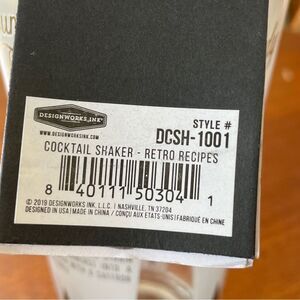 DESIGNWORKS, INK®
WWW.DESIGNWORKSINK.COM
STYLE #
DCSH-1001
COCKTAIL SHAKER - RETRO RECIPES
8 40111 50304 1
© 2019 DESIGNWORKS INK, L.L.C. | NASHVILLE, TN 37204
DESIGNED IN USA | MADE IN CHINA / CONÇU AUX ETATS-UNIS | FABRIQUÉ EN CHINE